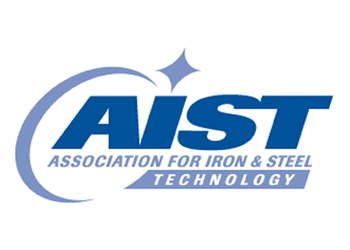 AIST
ASSOCIATION FOR IRON & STEEL
TECHNOLOGY